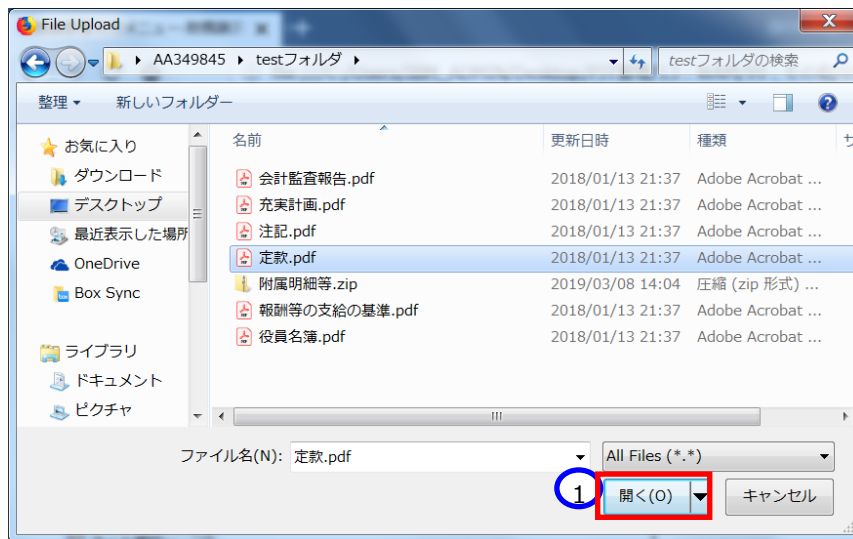 File Upload
AA349845 testフォルダ
testフォルダの検索
整理 新しいフォルダー
お気に入り
ダウンロード
デスクトップ
最近表示した場所
OneDrive
Box Sync
ライブラリ
ドキュメント
ピクチャ
名前 更新日時 種類 サ
会計監査報告.pdf 2018/01/13 21:37 Adobe Acrobat ...
充実計画.pdf 2018/01/13 21:37 Adobe Acrobat ...
注記.pdf 2018/01/13 21:37 Adobe Acrobat ...
定款.pdf 2018/01/13 21:37 Adobe Acrobat ...
附属明細等.zip 2019/03/08 14:04 圧縮 (zip 形式) ...
報酬等の支給の基準.pdf 2018/01/13 21:37 Adobe Acrobat ...
役員名簿.pdf 2018/01/13 21:37 Adobe Acrobat ...
ファイル名(N): 定款.pdf All Files (*.*)
1 開く(O) キャンセル